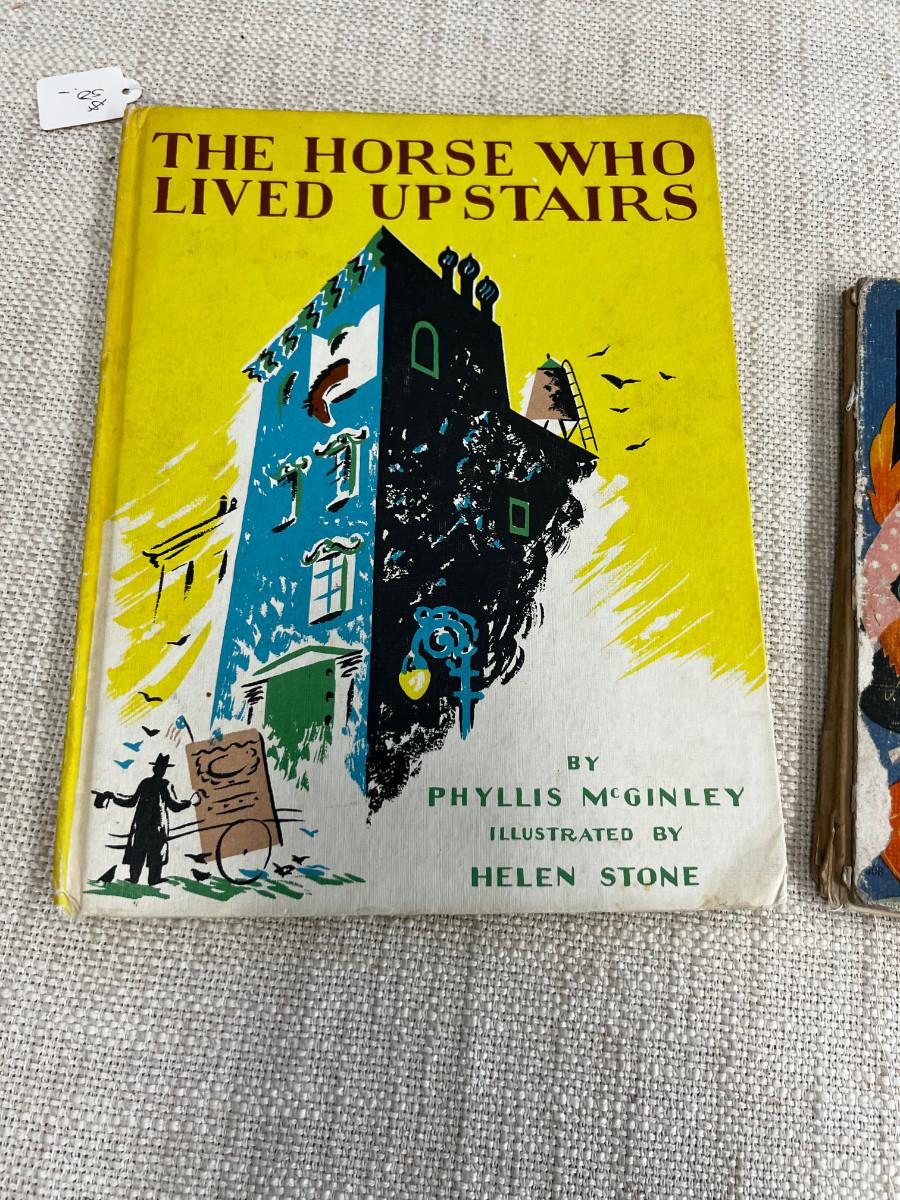 THE HORSE WHO
LIVED UPSTAIRS
BY
PHYLLIS McGINLEY
ILLUSTRATED BY
HELEN STONE